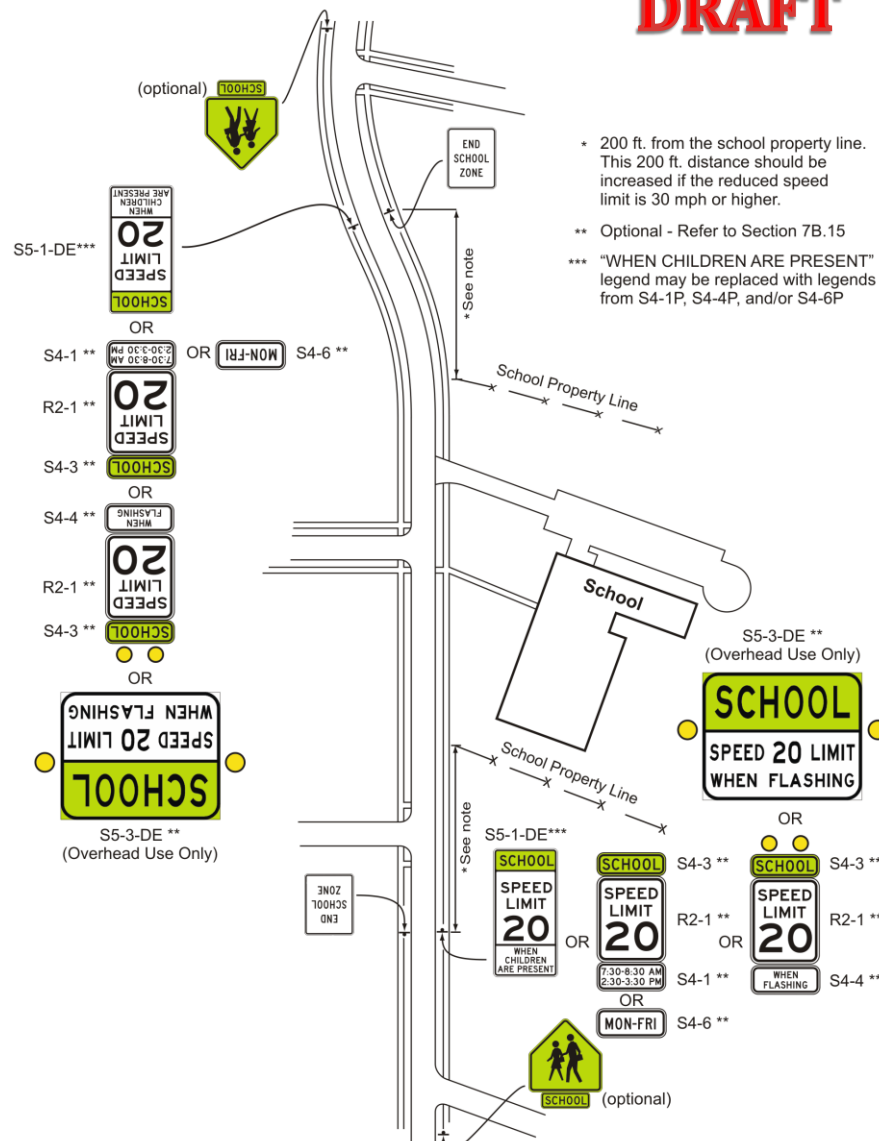 DRAFT
(optional)
SCHOOL
END
SCHOOL
ZONE
* 200 ft. from the school property line.
This 200 ft. distance should be
increased if the reduced speed
limit is 30 mph or higher.
** Optional - Refer to Section 7B.15
*** “WHEN CHILDREN ARE PRESENT”
legend may be replaced with legends
from S4-1P, S4-4P, and/or S4-6P
S5-1-DE***
SCHOOL
SPEED
LIMIT
20
WHEN
CHILDREN
ARE PRESENT
OR
S4-1 **
7:30-8:30 AM
2:30-3:30 PM
OR
MON-FRI
S4-6 **
R2-1 **
SPEED
LIMIT
20
S4-3 **
SCHOOL
OR
S4-4 **
WHEN
FLASHING
R2-1 **
SPEED
LIMIT
20
S4-3 **
SCHOOL
OR
SCHOOL
SPEED 20 LIMIT
WHEN FLASHING
S5-3-DE **
(Overhead Use Only)
* See note
School Property Line
School
School Property Line
* See note
S5-3-DE **
(Overhead Use Only)
SCHOOL
SPEED 20 LIMIT
WHEN FLASHING
OR
END
SCHOOL
ZONE
S5-1-DE***
SCHOOL
SPEED
LIMIT
20
WHEN
CHILDREN
ARE PRESENT
OR
SCHOOL
S4-3 **
SPEED
LIMIT
20
R2-1 **
7:30-8:30 AM
2:30-3:30 PM
S4-1 **
OR
MON-FRI
S4-6 **
OR
SCHOOL
S4-3 **
SPEED
LIMIT
20
R2-1 **
WHEN
FLASHING
S4-4 **
SCHOOL
(optional)